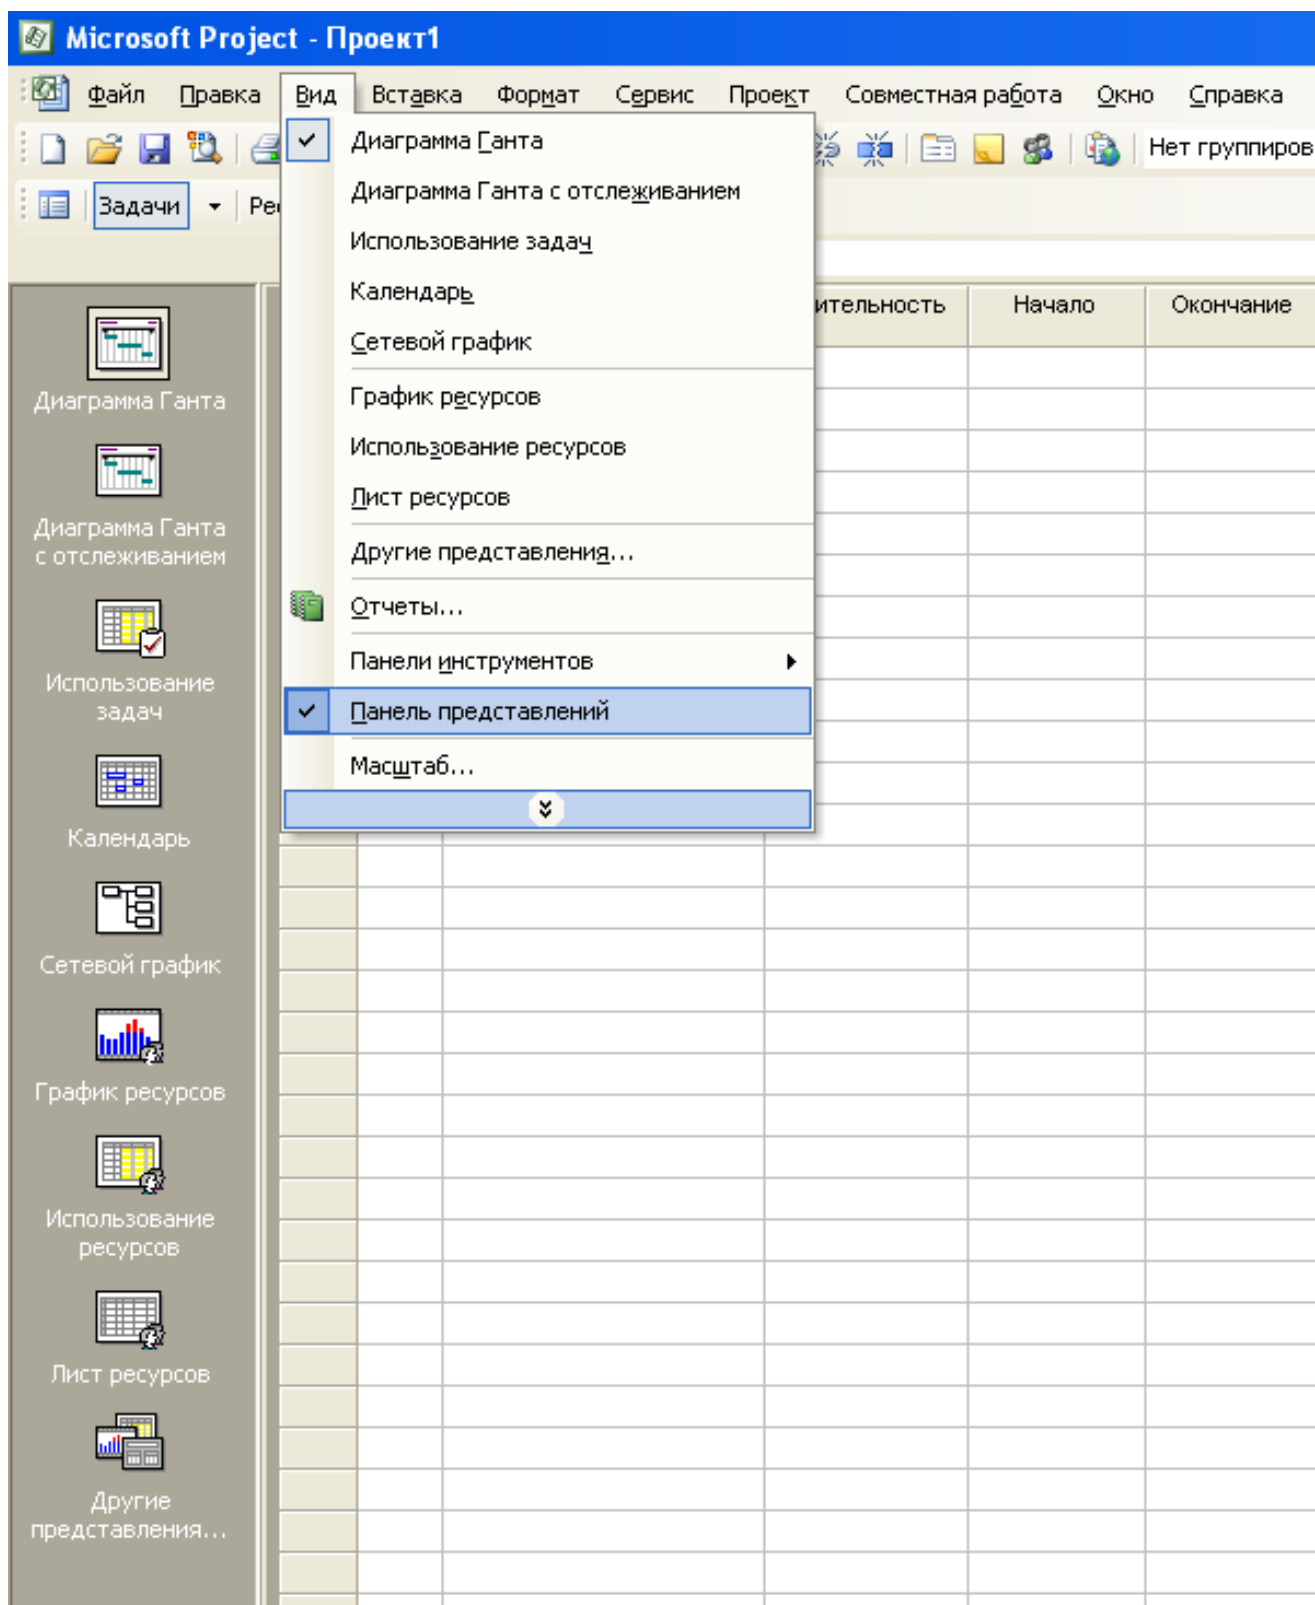 Microsoft Project - Проект1
Файл Правка Вид Вставка Формат Сервис Проект Совместная работа Окно Справка
Нет группиров
Задачи Ре
Диаграмма Ганта
Диаграмма Ганта с отслеживанием
Использование задач
Календарь
Сетевой график
График ресурсов
Использование ресурсов
Лист ресурсов
Другие представления...
Отчеты...
Панели инструментов
Панель представлений
Масштаб...
ительность Начало Окончание
Диаграмма Ганта
Диаграмма Ганта
с отслеживанием
Использование
задач
Календарь
Сетевой график
График ресурсов
Использование
ресурсов
Лист ресурсов
Другие
представления...